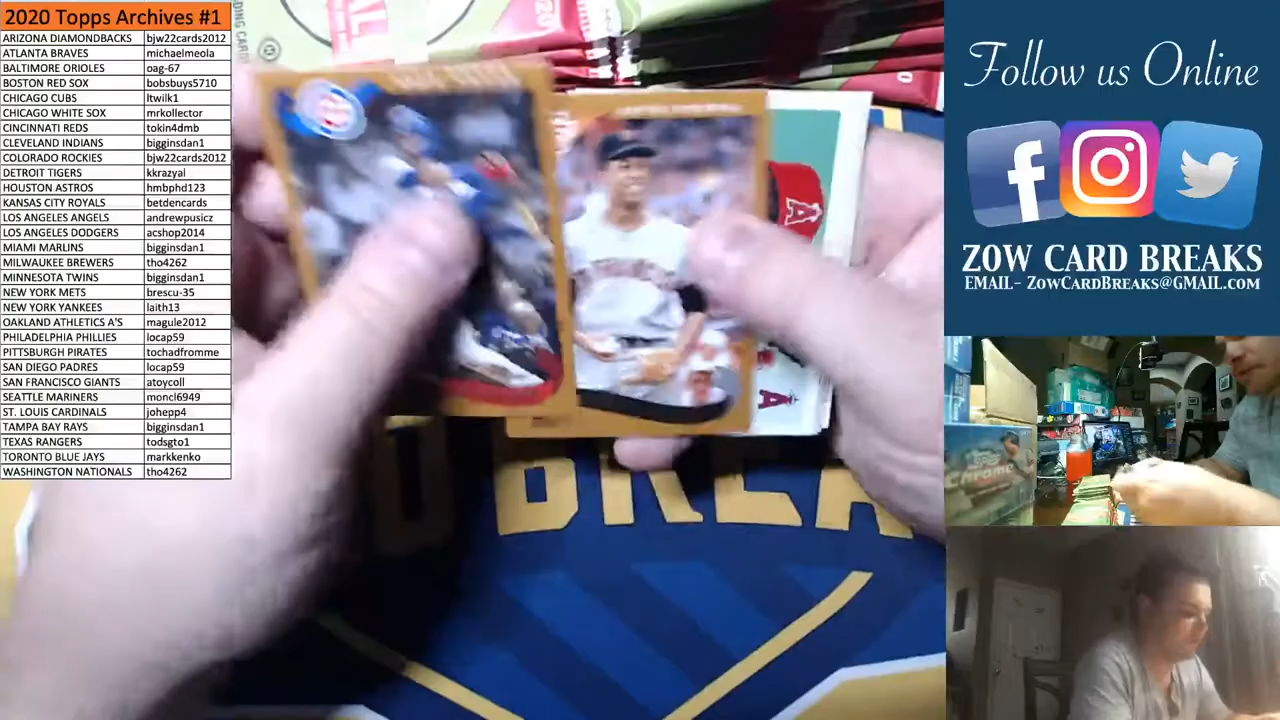 2020 Topps Archives #1
ARIZONA DIAMONDBACKS bjw22cards2012
ATLANTA BRAVES michaelmeola
BALTIMORE ORIOLES oag-67
BOSTON RED SOX bobsbuys5710
CHICAGO CUBS ltwilk1
CHICAGO WHITE SOX mrkollector
CINCINNATI REDS tokin4dmb
CLEVELAND INDIANS bigginsdan1
COLORADO ROCKIES bjw22cards2012
DETROIT TIGERS kkrazyal
HOUSTON ASTROS hmbphd123
KANSAS CITY ROYALS betdencards
LOS ANGELES ANGELS andrewpusicz
LOS ANGELES DODGERS acshop2014
MIAMI MARLINS bigginsdan1
MILWAUKEE BREWERS tho4262
MINNESOTA TWINS bigginsdan1
NEW YORK METS brescu-35
NEW YORK YANKEES laith13
OAKLAND ATHLETICS A'S magule2012
PHILADELPHIA PHILLIES locap59
PITTSBURGH PIRATES tochadfromme
SAN DIEGO PADRES locap59
SAN FRANCISCO GIANTS atoycoll
SEATTLE MARINERS moncl6949
ST. LOUIS CARDINALS johepp4
TAMPA BAY RAYS bigginsdan1
TEXAS RANGERS todsgto1
TORONTO BLUE JAYS markkenko
WASHINGTON NATIONALS tho4262
A
A
BREA
Follow us Online
f
ZOW CARD BREAKS
EMAIL- ZOWCARDBREAKS@GMAIL.COM
Topps
Chrome